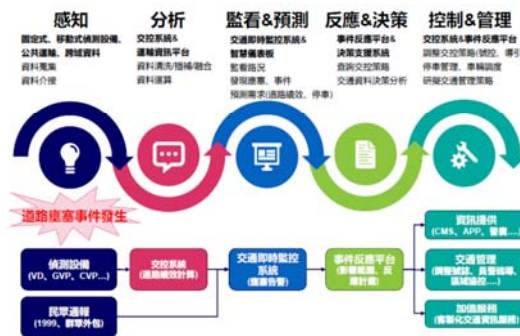 感知
固定式、移動式偵測設備、
公共運輸、跨域資料
資料蒐集
資料介接
分析
交控系統&
運輸資訊平台
資料清洗/插補/融合
資料運算
監看&預測
交通即時監控系統&
智慧儀表板
監看路況
發現壅塞、事件
預測需求(道路績效、停車)
反應&決策
事件反應平台&
決策支援系統
查詢交控策略
交通資料決策分析
控制&管理
交控系統&事件反應平台
調整交控策略(號控、導引)
停車管理、車輛調度
研擬交通管理策略
道路壅塞事件發生
偵測設備
(VD、GVP、CVP...)
民眾通報
(1999、群眾外包)
交控系統
(道路績效計算)
交通即時監控
系統
(壅塞告警)
事件反應平台
(影響範圍、反
應計畫)
資訊提供
(CMS、APP、警廣....)
交通管理
(調整號誌、員警疏導、
區域協控....)
加值服務
(客製化交通資訊服務)